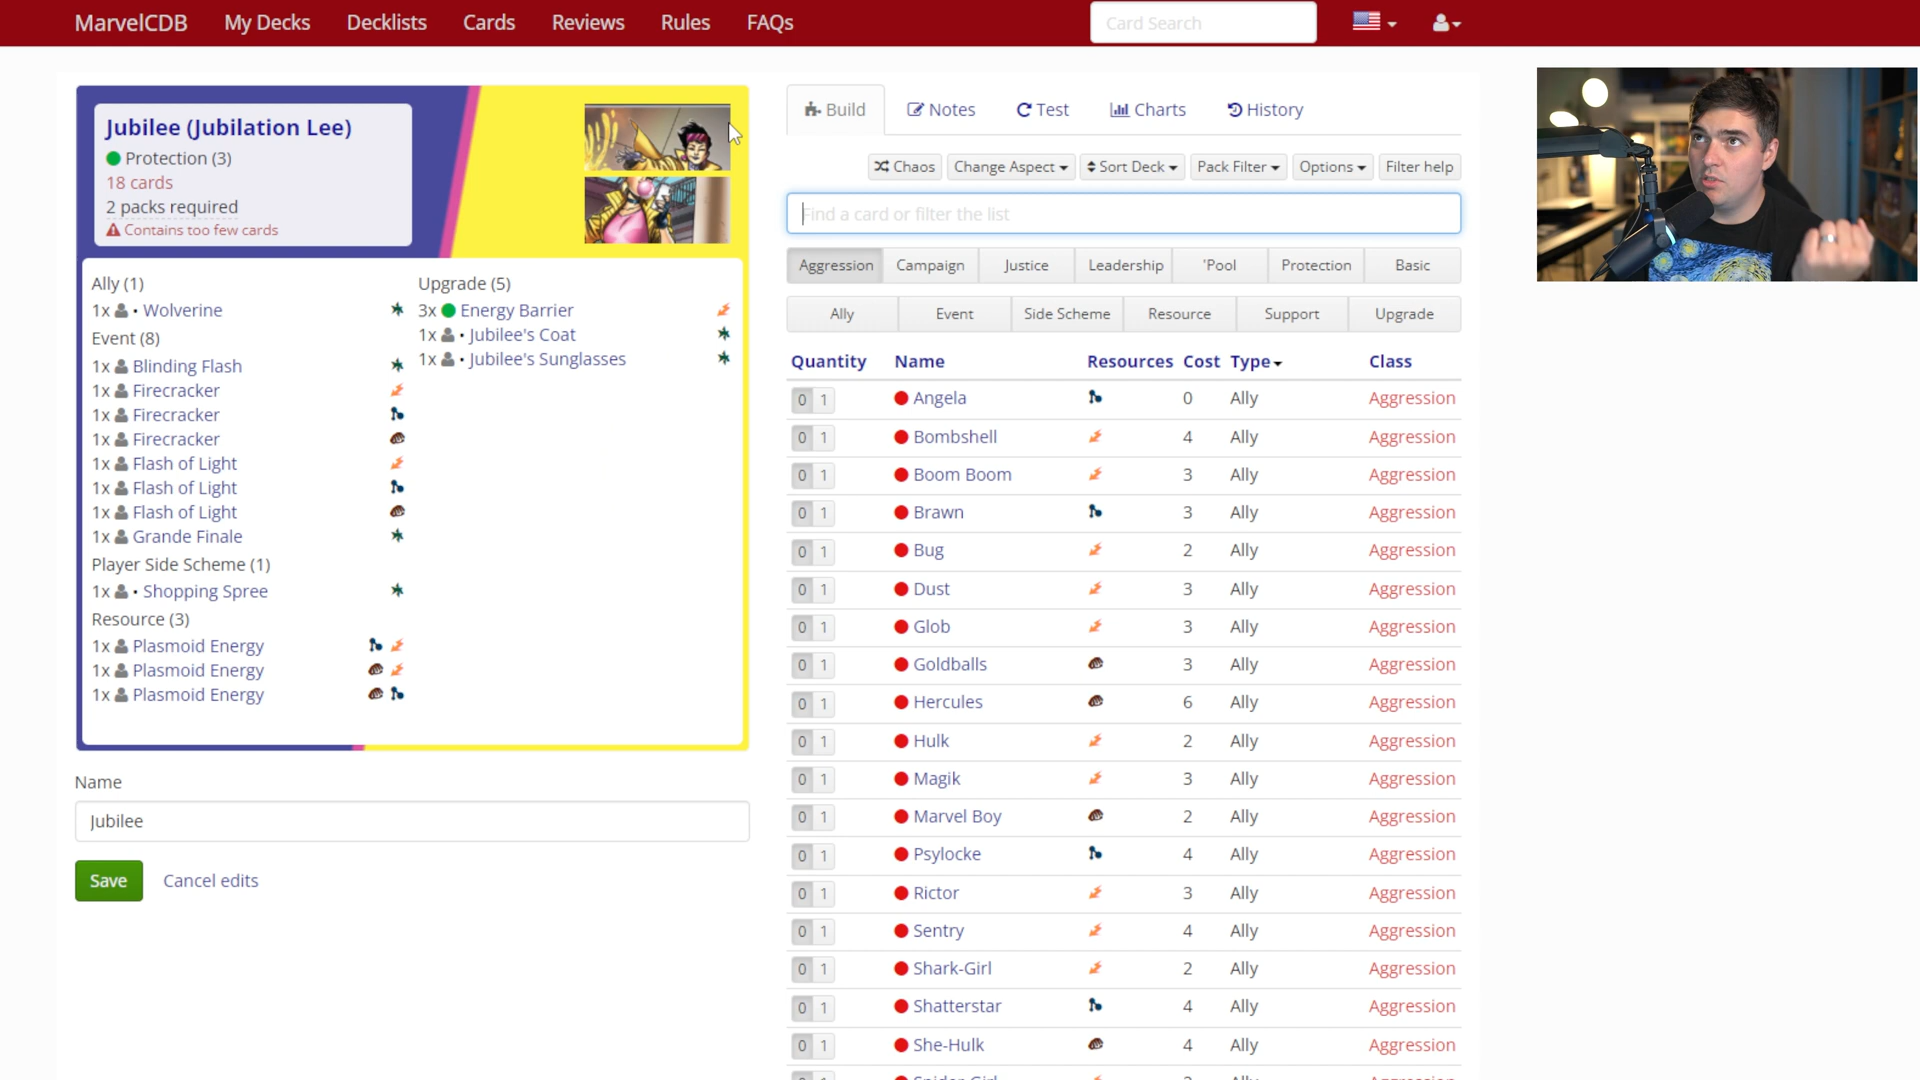 MarvelCDB My Decks Decklists Cards Reviews Rules FAQs Card Search
Jubilee (Jubilation Lee)
Protection (3)
18 cards
2 packs required
Contains too few cards
Ally (1)
1x • Wolverine
Event (8)
1x Blinding Flash
1x Firecracker
1x Firecracker
1x Firecracker
1x Flash of Light
1x Flash of Light
1x Flash of Light
1x Grande Finale
Player Side Scheme (1)
1x • Shopping Spree
Resource (3)
1x Plasmoid Energy
1x Plasmoid Energy
1x Plasmoid Energy
Upgrade (5)
3x Energy Barrier
1x • Jubilee's Coat
1x • Jubilee's Sunglasses
Name
Jubilee
Save Cancel edits
Build Notes Test Charts History
Chaos Change Aspect Sort Deck Pack Filter Options Filter help
Find a card or filter the list
Aggression Campaign Justice Leadership 'Pool Protection Basic
Ally Event Side Scheme Resource Support Upgrade
Quantity Name Resources Cost Type Class
0 1 Angela 0 Ally Aggression
0 1 Bombshell 4 Ally Aggression
0 1 Boom Boom 3 Ally Aggression
0 1 Brawn 3 Ally Aggression
0 1 Bug 2 Ally Aggression
0 1 Dust 3 Ally Aggression
0 1 Glob 3 Ally Aggression
0 1 Goldballs 3 Ally Aggression
0 1 Hercules 6 Ally Aggression
0 1 Hulk 2 Ally Aggression
0 1 Magik 3 Ally Aggression
0 1 Marvel Boy 2 Ally Aggression
0 1 Psylocke 4 Ally Aggression
0 1 Rictor 3 Ally Aggression
0 1 Sentry 4 Ally Aggression
0 1 Shark-Girl 2 Ally Aggression
0 1 Shatterstar 4 Ally Aggression
0 1 She-Hulk 4 Ally Aggression